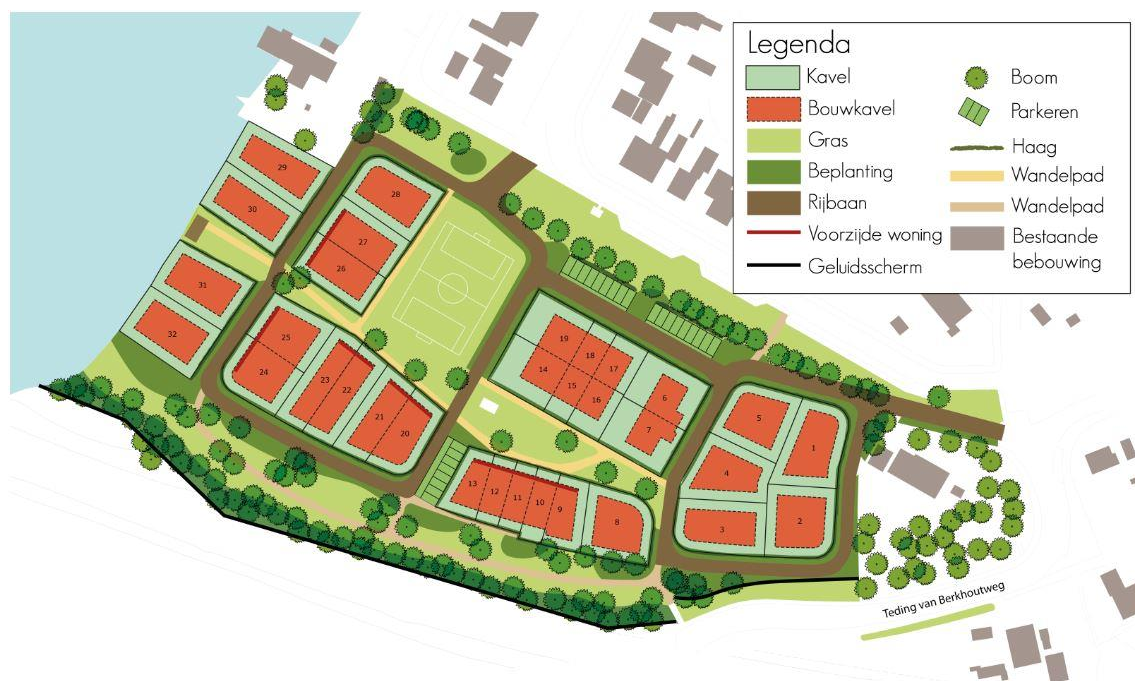 Legenda
Kavel
Bouwkavel
Gras
Beplanting
Rijbaan
Voorzijde woning
Geluidsscherm
Boom
Parkeren
Haag
Wandelpad
Wandelpad
Bestaande
bebouwing
29
30
28
27
26
31
32
25
24
23
22
21
20
19
18
17
14
15
16
6
7
5
1
4
3
2
13
12
11
10
9
8
Teding van Berkhoutweg